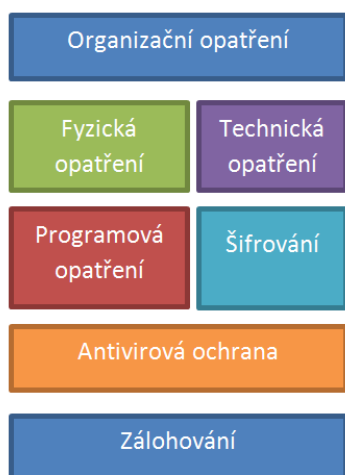 Organizační opatření
Fyzická
opatření
Technická
opatření
Programová
opatření
Šifrování
Antivirová ochrana
Zálohování